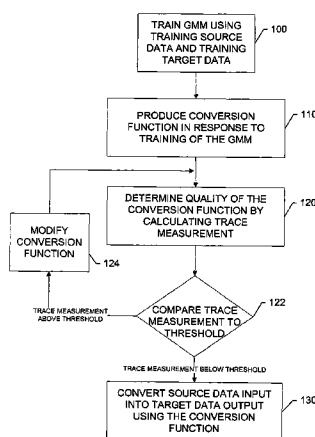 TRAIN GMM USING
TRAINING SOURCE
DATA AND TRAINING
TARGET DATA
100
PRODUCE CONVERSION
FUNCTION IN RESPONSE TO
TRAINING OF THE GMM
110
DETERMINE QUALITY OF THE
CONVERSION FUNCTION BY
CALCULATING TRACE
MEASUREMENT
120
MODIFY
CONVERSION
FUNCTION
124
COMPARE TRACE
MEASUREMENT TO
THRESHOLD
122
TRACE MEASUREMENT
ABOVE THRESHOLD
TRACE MEASUREMENT BELOW THRESHOLD
CONVERT SOURCE DATA INPUT
INTO TARGET DATA OUTPUT
USING THE CONVERSION
FUNCTION
130